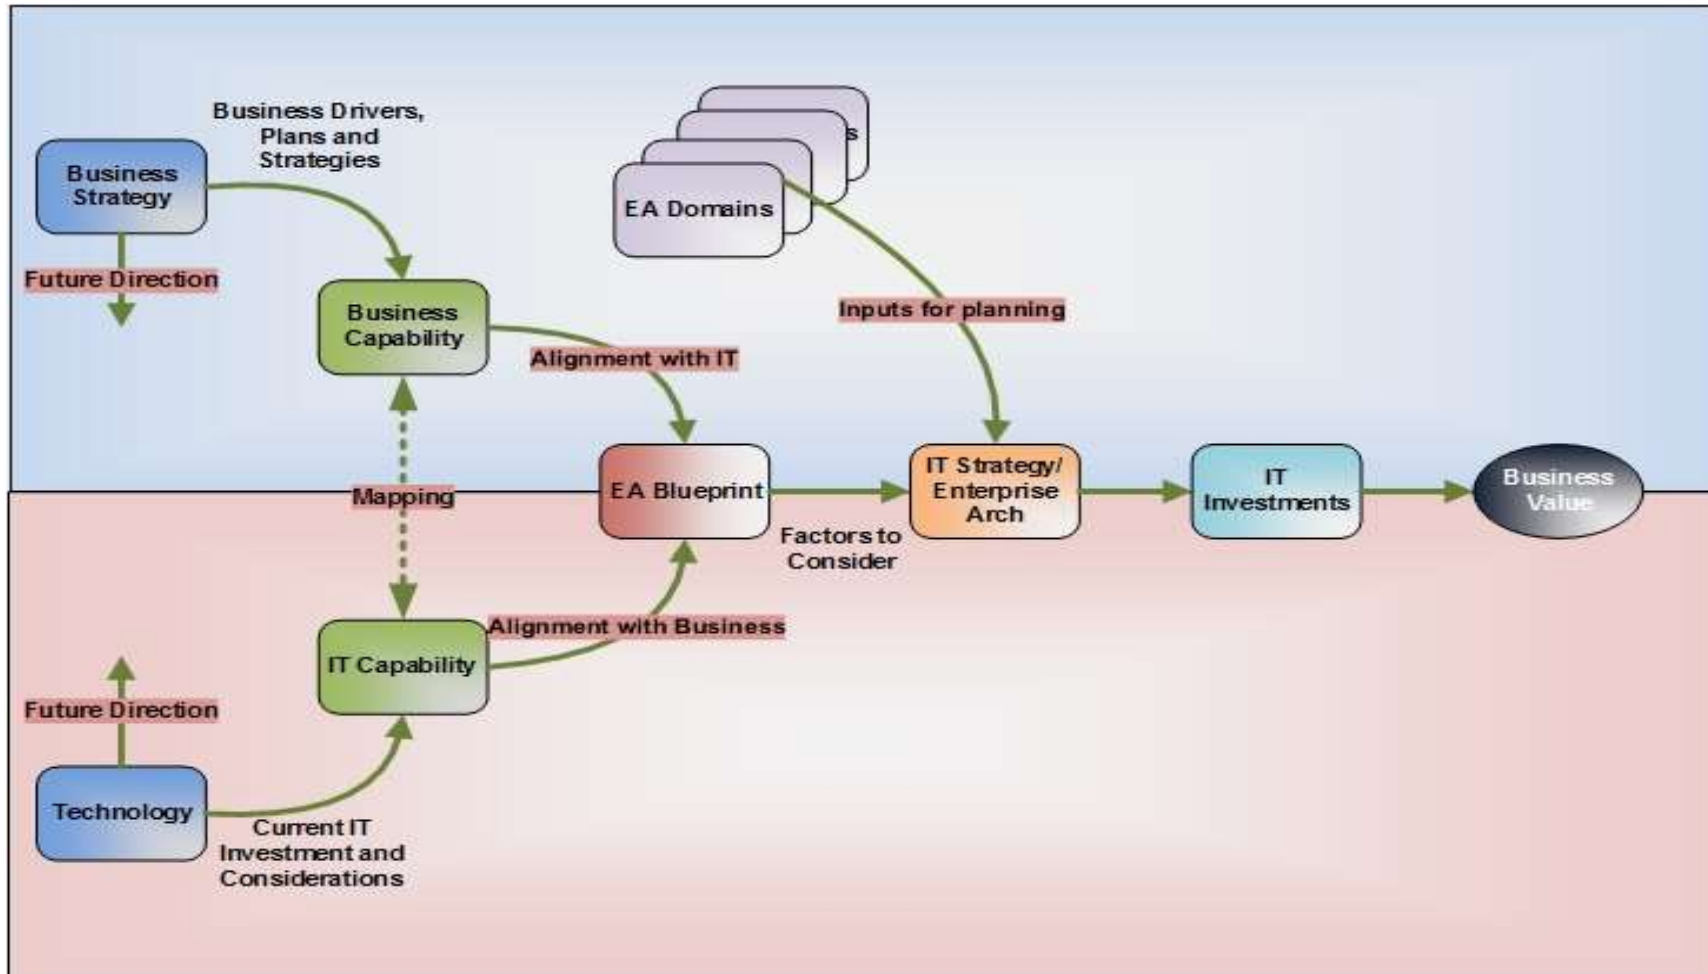 Business Drivers,
Plans and
Strategies
Business
Strategy
s
EA Domains
Future Direction
Business
Capability
Inputs for planning
Alignment with IT
Mapping
EA Blueprint
IT Strategy/
Enterprise
Arch
IT
Investments
Business
Value
Factors to
Consider
Alignment with Business
IT Capability
Future Direction
Technology
Current IT
Investment and
Considerations